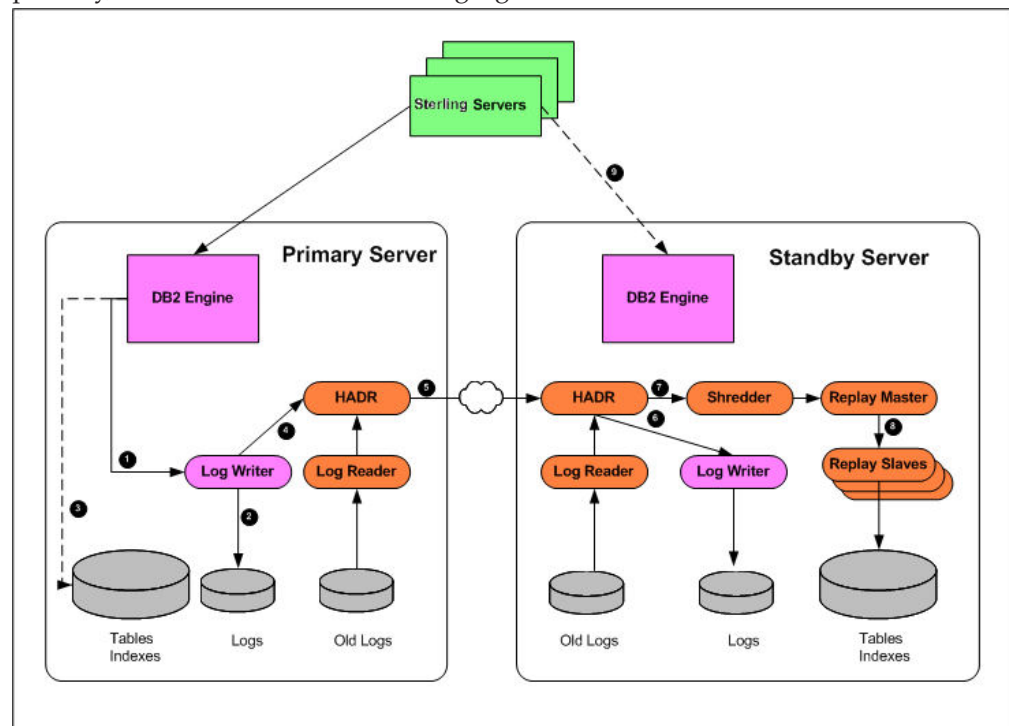 Sterling Servers
9
Primary Server
Standby Server
DB2 Engine
DB2 Engine
5
7
HADR
HADR
Shredder
Replay Master
4
6
8
1
Log Writer
Log Reader
Log Reader
Log Writer
Replay Slaves
2
3
Tables
Indexes
Logs
Old Logs
Old Logs
Logs
Tables
Indexes